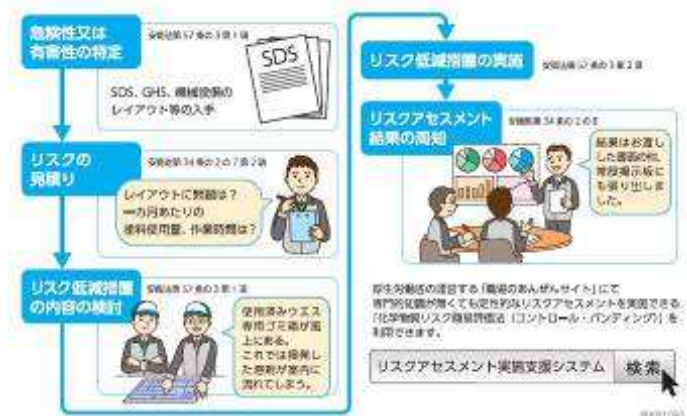 危険性又は
有害性の特定
安衛法第57条の3第1項
SDS
SDS、GHS、機械設備の
レイアウト等の入手
リスクの
見積り
安衛則第34条の2の7第2項
レイアウトに問題は？
一カ月あたりの
塗料使用量、作業時間は？
リスク低減措置
の内容の検討
安衛法第57条の3第1項
使用済みウエス
専用ゴミ箱が風
上にある。
これでは揮発し
た溶剤が室内に
流れてしまう。
リスク低減措置の実施
安衛法第57条の3第2項
リスクアセスメント
結果の周知
安衛則第34条の2の8
結果はお渡し
した書面の他、
常設掲示板に
も張り出しま
した。
厚生労働省の運営する「職場のあんぜんサイト」にて
専門的知識が無くても定性的なリスクアセスメントを実施できる
「化学物質リスク簡易評価法（コントロール・バンディング）」を
利用できます。
リスクアセスメント実施支援システム
検索